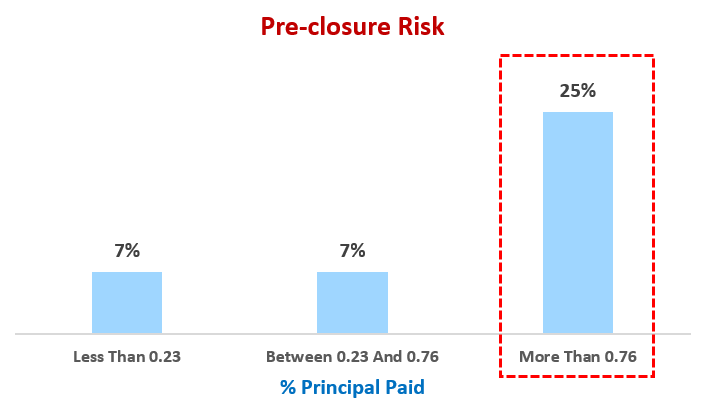 Pre-closure Risk
25%
7%
7%
Less Than 0.23
Between 0.23 And 0.76
More Than 0.76
% Principal Paid